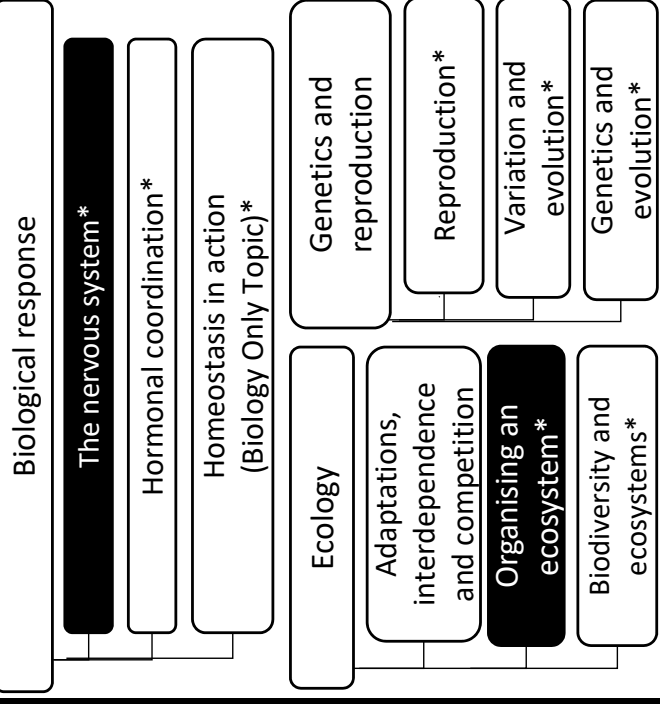 Biological response
The nervous system*
Hormonal coordination*
Homeostasis in action
(Biology Only Topic)*
Ecology
Adaptations,
interdependence
and competition
Organising an
ecosystem*
Biodiversity and
ecosystems*
Genetics and
reproduction
Reproduction*
Variation and
evolution*
Genetics and
evolution*